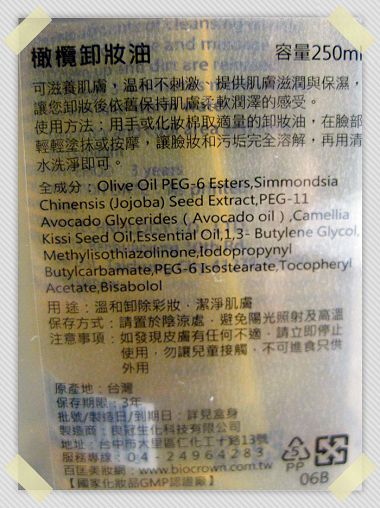 橄欖卸妝油 容量250ml
可滋養肌膚，溫和不刺激，提供肌膚滋潤與保濕，
讓您卸妝後依舊保持肌膚柔軟潤澤的感受。
使用方法：用手或化妝棉取適量的卸妝油，在臉部
輕輕塗抹或按摩，讓臉妝和污垢完全溶解，再用清
水洗淨即可。
全成分：Olive Oil PEG-6 Esters,Simmondsia
Chinensis (Jojoba) Seed Extract,PEG-11
Avocado Glycerides ( Avocado oil ) ,Camellia
Kissi Seed Oil,Essential Oil,1,3- Butylene Glycol,
Methylisothiazolinone,Iodopropynyl
Butylcarbamate,PEG-6 Isostearate,Tocopheryl
Acetate,Bisabolol
用途：溫和卸除彩妝，潔淨肌膚
保存方式：請置於陰涼處，避免陽光照射及高溫
注意事項：如發現皮膚有任何不適，請立即停止
使用，勿讓兒童接觸，不可進食只供
外用
原產地：台灣
保存期限：3年
批號/製造日/到期日：詳見盒身
製造商：良冠生化科技有限公司
地址：台中市大里區仁化工十路13號
服務專線：04-24964283
百匡美妝網：www.biocrown.com.tw
【國家化妝品GMP認證廠】
5
PP
06B